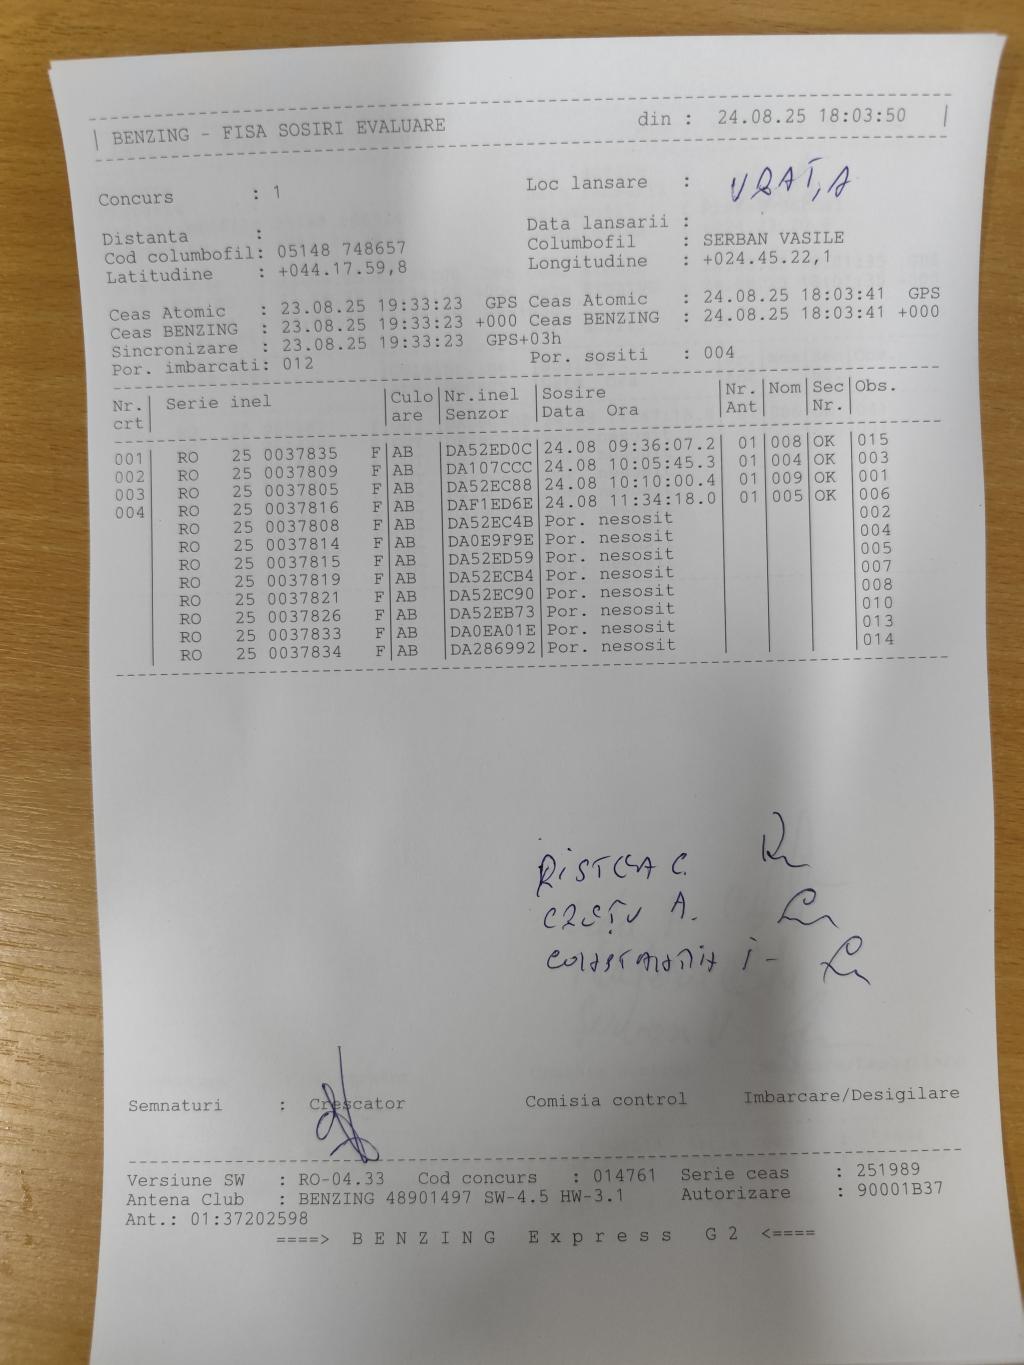 BENZING - FISA SOSIRI EVALUARE din : 24.08.25 18:03:50
Concurs : 1 Loc lansare : VRAȚA
Distanta : Data lansarii :
Cod columbofil: 05148 748657 Columbofil : SERBAN VASILE
Latitudine : +044.17.59,8 Longitudine : +024.45.22,1
Ceas Atomic : 23.08.25 19:33:23 GPS Ceas Atomic : 24.08.25 18:03:41 GPS
Ceas BENZING : 23.08.25 19:33:23 +000 Ceas BENZING : 24.08.25 18:03:41 +000
Sincronizare : 23.08.25 19:33:23 GPS+03h
Por. imbarcati: 012 Por. sositi : 004
Nr. Serie inel Culo Nr.inel Sosire Nr. Nom Sec Obs.
crt are Senzor Data Ora Ant Nr.
001 RO 25 0037835 F AB DA52ED0C 24.08 09:36:07.2 01 008 OK 015
002 RO 25 0037809 F AB DA107CCC 24.08 10:05:45.3 01 004 OK 003
003 RO 25 0037805 F AB DA52EC88 24.08 10:10:00.4 01 009 OK 001
004 RO 25 0037816 F AB DAF1ED6E 24.08 11:34:18.0 01 005 OK 006
RO 25 0037808 F AB DA52EC4B Por. nesosit 002
RO 25 0037814 F AB DA0E9F9E Por. nesosit 004
RO 25 0037815 F AB DA52ED59 Por. nesosit 005
RO 25 0037819 F AB DA52ECB4 Por. nesosit 007
RO 25 0037821 F AB DA52EC90 Por. nesosit 008
RO 25 0037826 F AB DA52EB73 Por. nesosit 010
RO 25 0037833 F AB DA0EA01E Por. nesosit 013
RO 25 0037834 F AB DA286992 Por. nesosit 014
RISTEA C.
CREȚU A.
CONSTANTIN I -
Semnaturi : Crescator Comisia control Imbarcare/Desigilare
Versiune SW : RO-04.33 Cod concurs : 014761 Serie ceas : 251989
Antena Club : BENZING 48901497 SW-4.5 HW-3.1 Autorizare : 90001B37
Ant.: 01:37202598
====> B E N Z I N G E x p r e s s G 2 <====